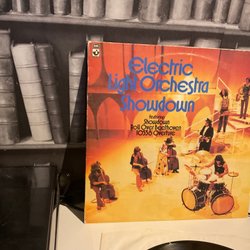 Electric
Light Orchestra
Showdown
featuring
Showdown
Roll Over Beethoven
10538 Overture